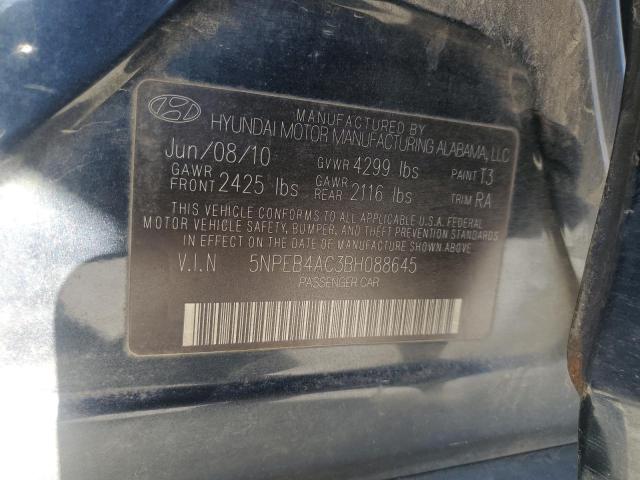 MANUFACTURED BY
HYUNDAI MOTOR MANUFACTURING ALABAMA, LLC
Jun/08/10 GVWR 4299 lbs PAINT T3
GAWR FRONT 2425 lbs GAWR REAR 2116 lbs TRIM RA
THIS VEHICLE CONFORMS TO ALL APPLICABLE U.S.A. FEDERAL
MOTOR VEHICLE SAFETY, BUMPER, AND THEFT PREVENTION STANDARDS
IN EFFECT ON THE DATE OF MANUFACTURE SHOWN ABOVE.
V.I.N 5NPEB4AC3BH088645
PASSENGER CAR